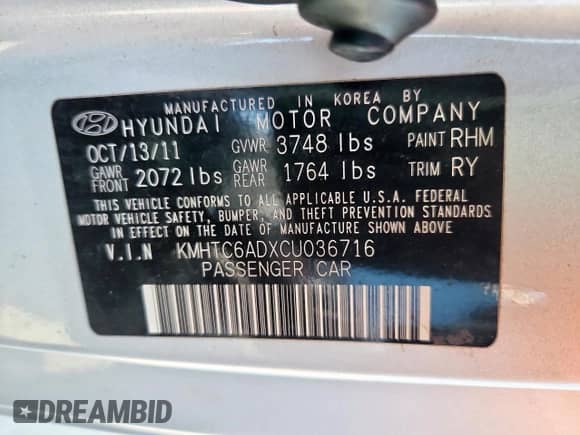 MANUFACTURED IN KOREA BY
HYUNDAI MOTOR COMPANY
OCT/13/11 GVWR 3748 lbs PAINT RHM
GAWR FRONT 2072 lbs GAWR REAR 1764 lbs TRIM RY
THIS VEHICLE CONFORMS TO ALL APPLICABLE U.S.A. FEDERAL
MOTOR VEHICLE SAFETY, BUMPER, AND THEFT PREVENTION STANDARDS
IN EFFECT ON THE DATE OF MANUFACTURE SHOWN ABOVE
V.I.N KMHTC6ADXCU036716
PASSENGER CAR
DREAMBID